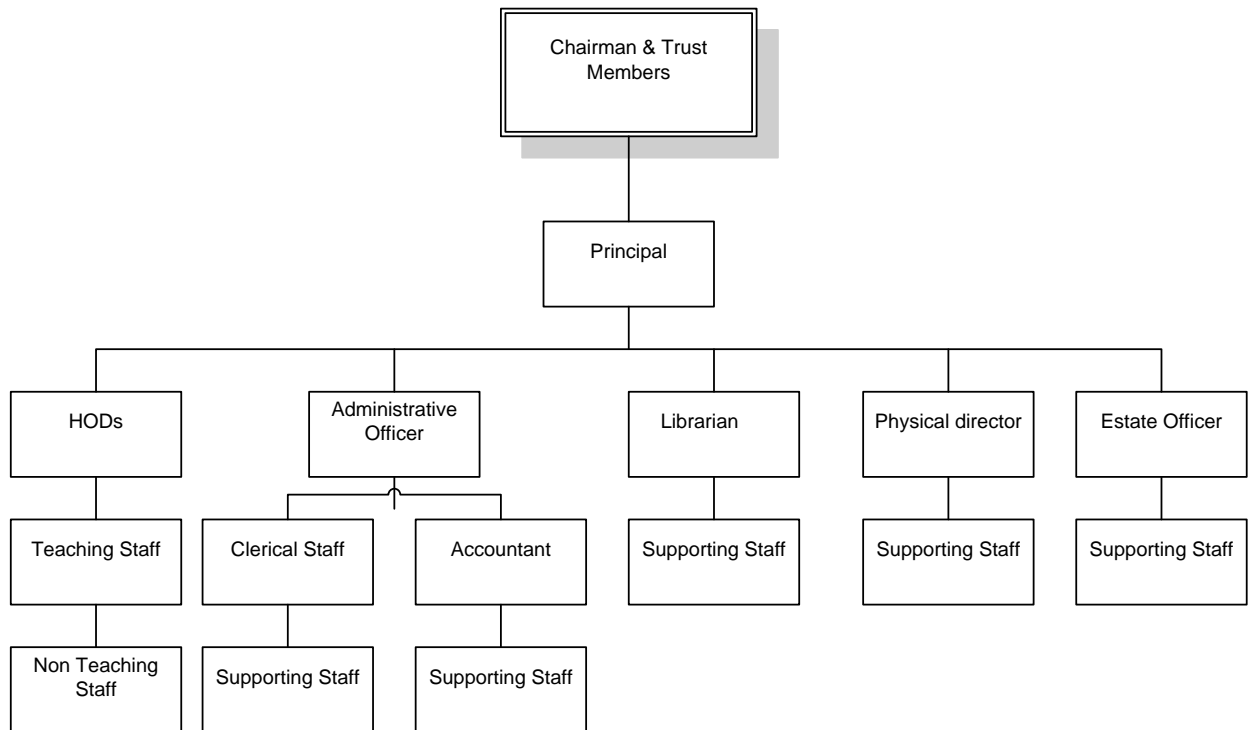 Chairman & Trust
Members
Principal
HODs
Administrative
Officer
Librarian
Physical director
Estate Officer
Teaching Staff
Clerical Staff
Accountant
Supporting Staff
Supporting Staff
Supporting Staff
Non Teaching
Staff
Supporting Staff
Supporting Staff